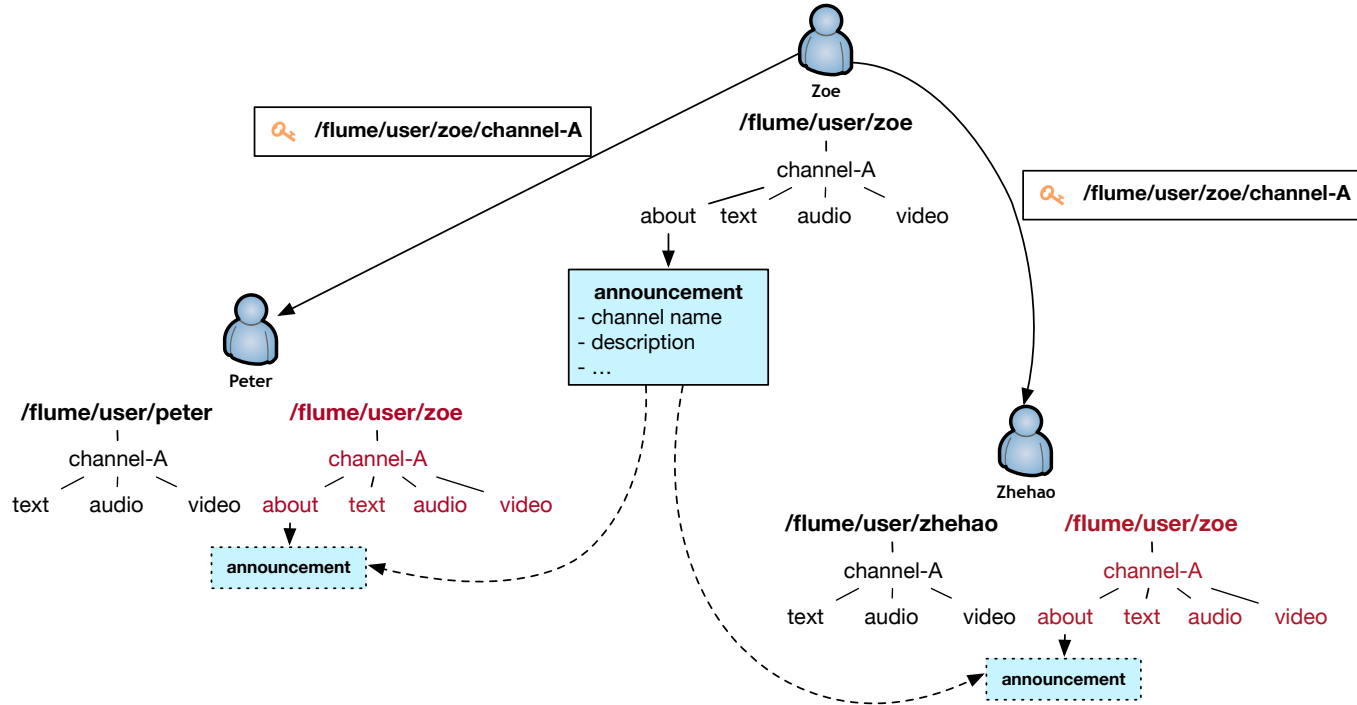 Zoe
/flume/user/zoe/channel-A
/flume/user/zoe
channel-A
about text audio video
/flume/user/zoe/channel-A
announcement
- channel name
- description
- ...
Peter
/flume/user/peter
channel-A
text audio video
/flume/user/zoe
channel-A
about text audio video
announcement
Zhehao
/flume/user/zhehao
channel-A
text audio video
/flume/user/zoe
channel-A
about text audio video
announcement